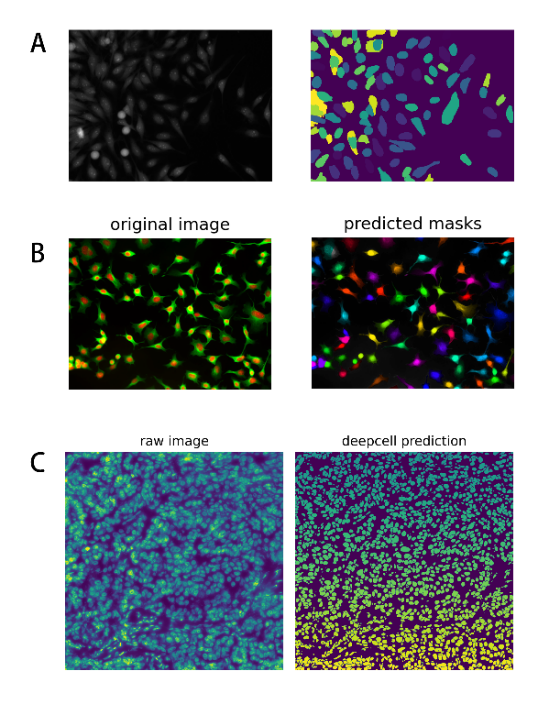 A
original image
predicted masks
B
raw image
deepcell prediction
C